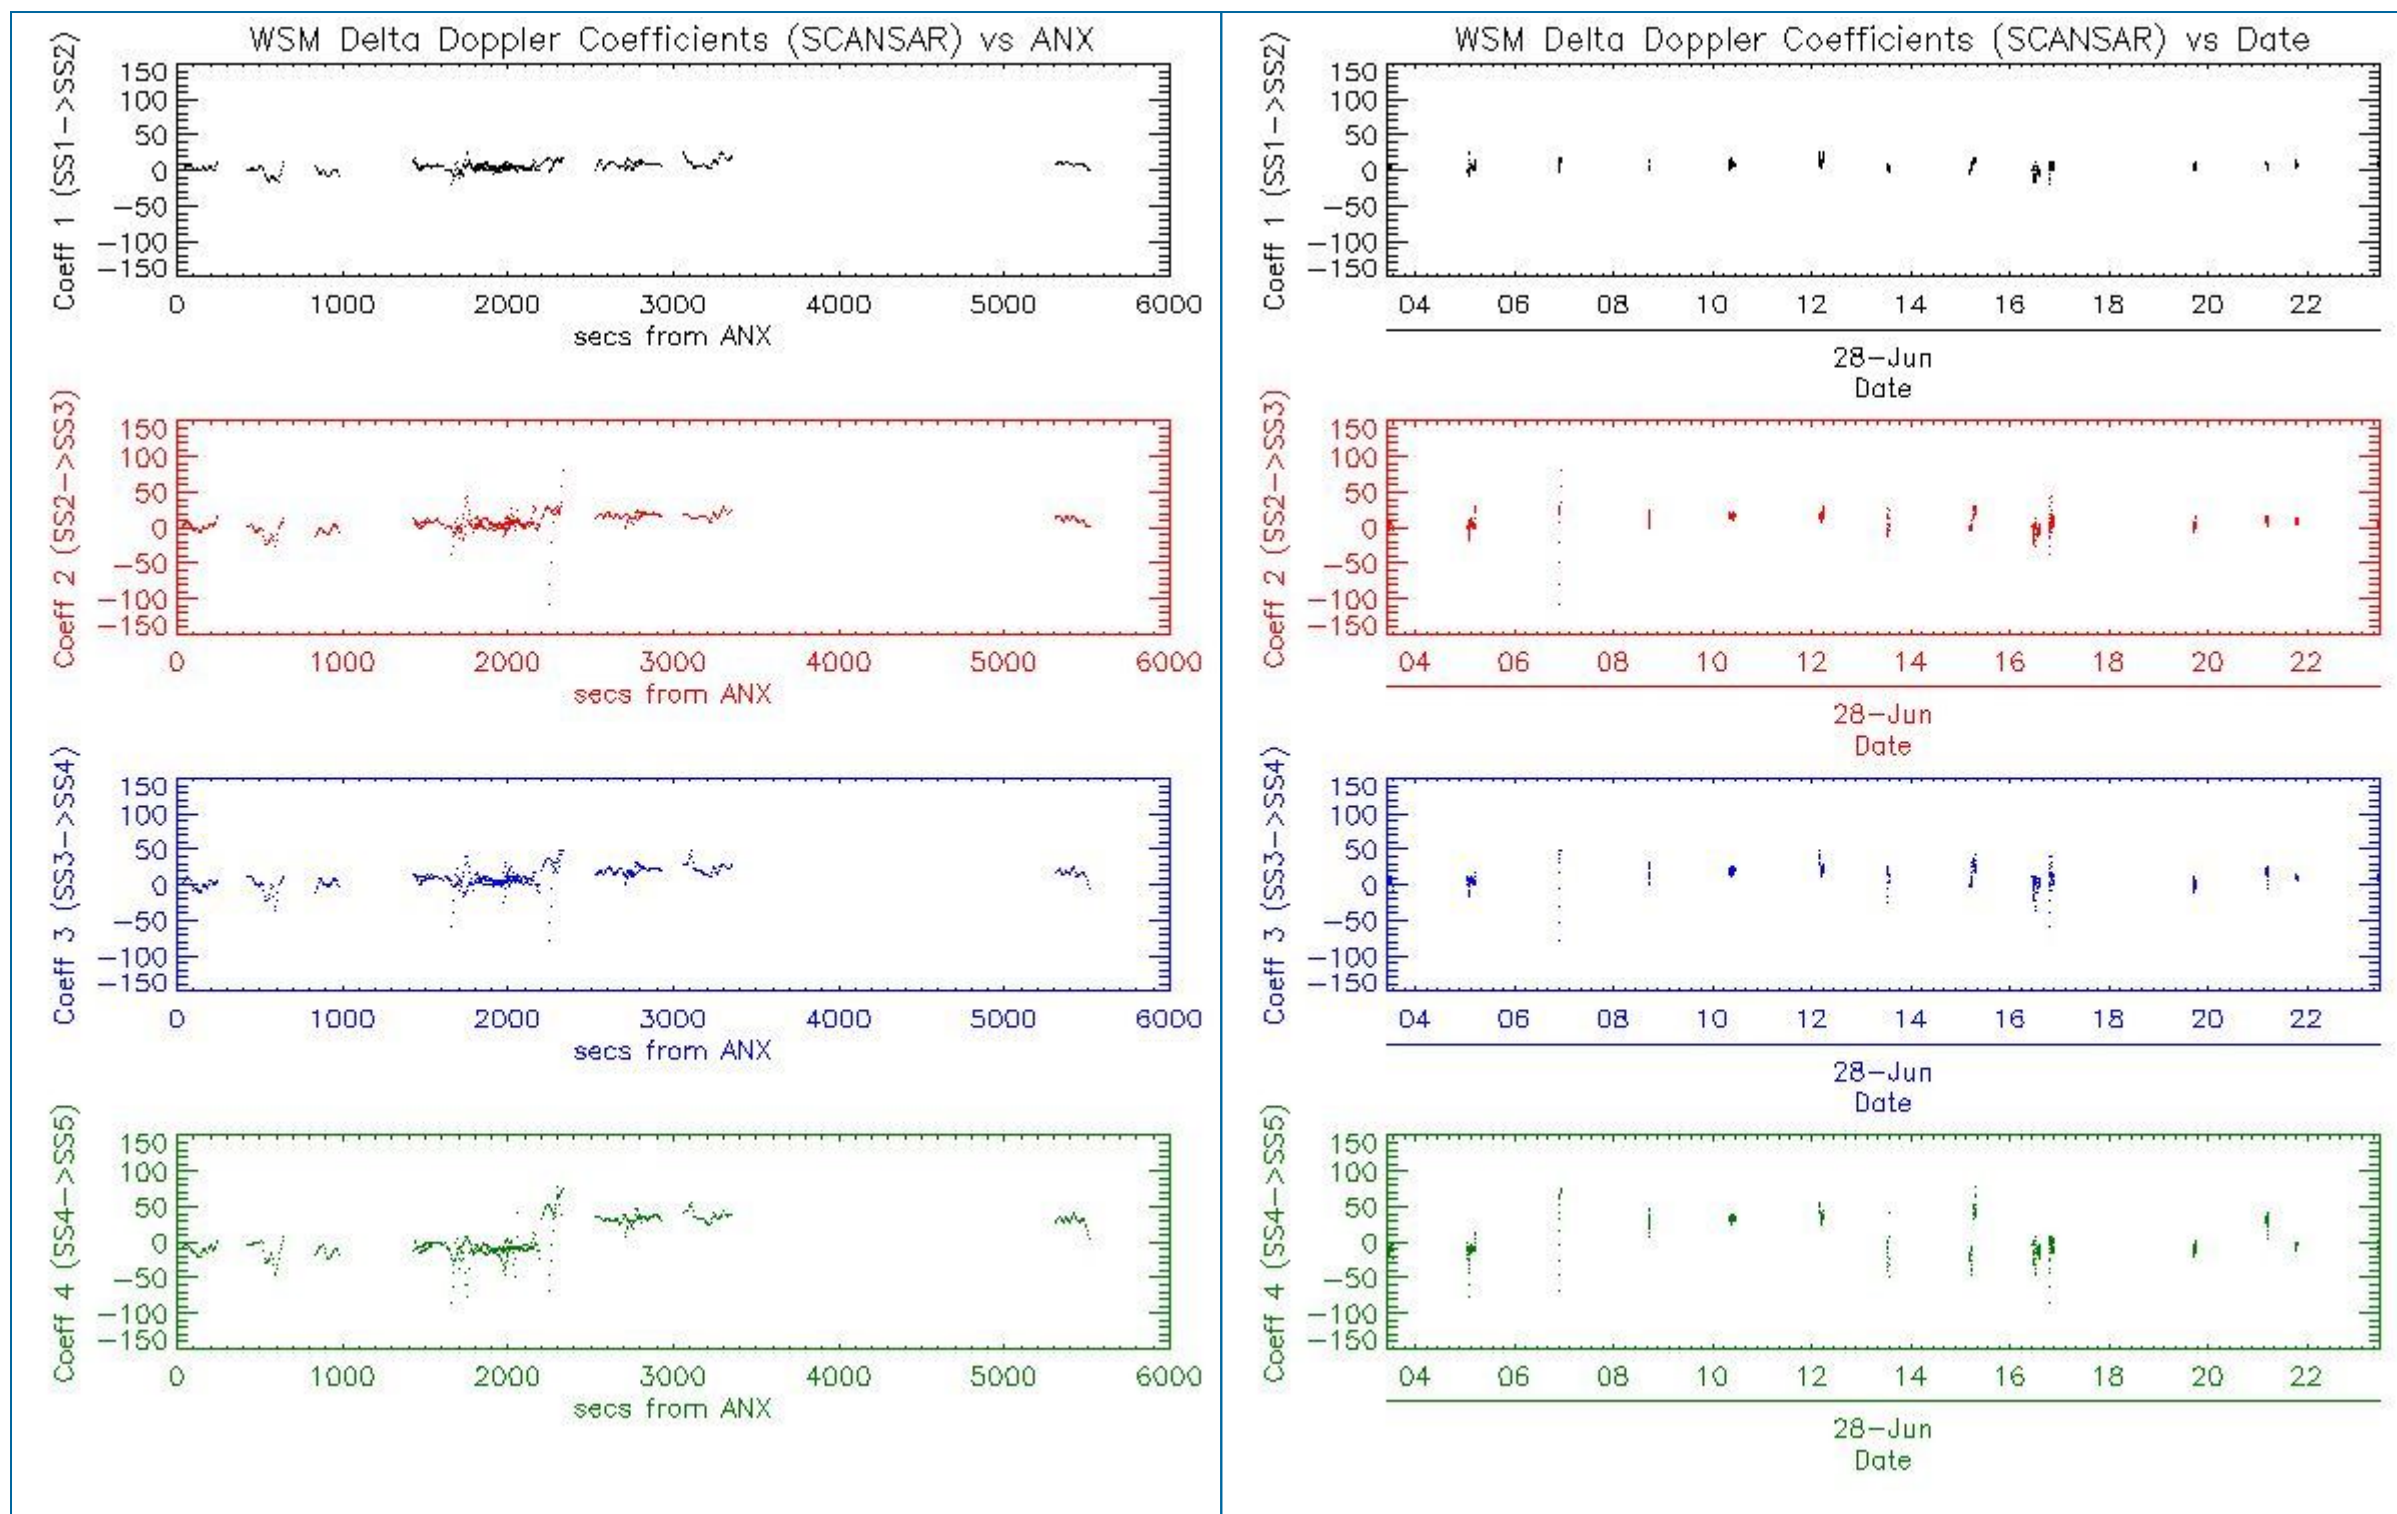 WSM Delta Doppler Coefficients (SCANSAR) vs ANX
Coeff 1 (SS1->SS2)
150
100
50
0
-50
-100
-150
0 1000 2000 3000 4000 5000 6000
secs from ANX
Coeff 2 (SS2->SS3)
150
100
50
0
-50
-100
-150
0 1000 2000 3000 4000 5000 6000
secs from ANX
Coeff 3 (SS3->SS4)
150
100
50
0
-50
-100
-150
0 1000 2000 3000 4000 5000 6000
secs from ANX
Coeff 4 (SS4->SS5)
150
100
50
0
-50
-100
-150
0 1000 2000 3000 4000 5000 6000
secs from ANX
WSM Delta Doppler Coefficients (SCANSAR) vs Date
Coeff 1 (SS1->SS2)
150
100
50
0
-50
-100
-150
04 06 08 10 12 14 16 18 20 22
28-Jun
Date
Coeff 2 (SS2->SS3)
150
100
50
0
-50
-100
-150
04 06 08 10 12 14 16 18 20 22
28-Jun
Date
Coeff 3 (SS3->SS4)
150
100
50
0
-50
-100
-150
04 06 08 10 12 14 16 18 20 22
28-Jun
Date
Coeff 4 (SS4->SS5)
150
100
50
0
-50
-100
-150
04 06 08 10 12 14 16 18 20 22
28-Jun
Date